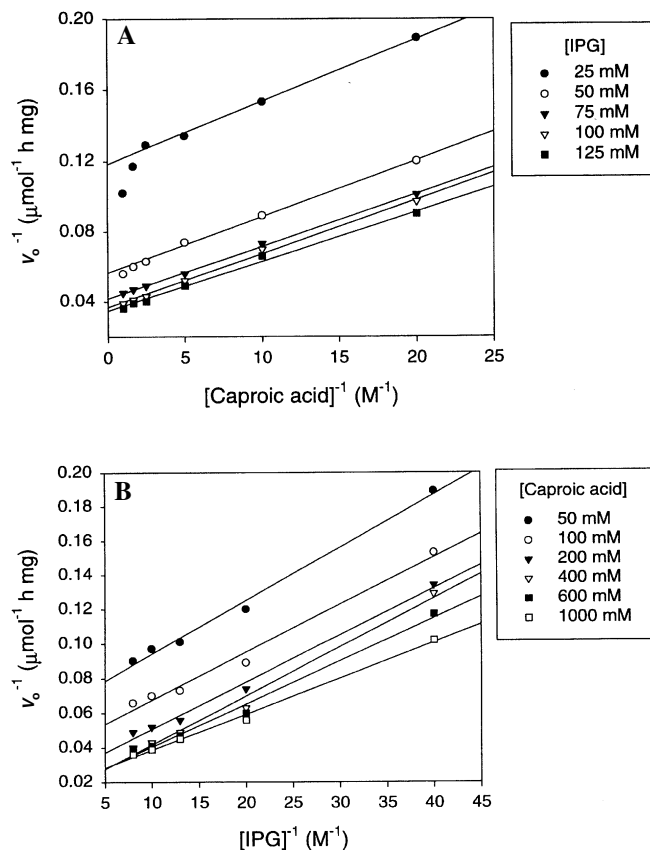 A
[IPG]
25 mM
50 mM
75 mM
100 mM
125 mM
0.20
0.16
0.12
0.08
0.04
v₀⁻¹ (μmol⁻¹ h mg)
0 5 10 15 20 25
[Caproic acid]⁻¹ (M⁻¹)
B
[Caproic acid]
50 mM
100 mM
200 mM
400 mM
600 mM
1000 mM
0.20
0.18
0.16
0.14
0.12
0.10
0.08
0.06
0.04
0.02
v₀⁻¹ (μmol⁻¹ h mg)
5 10 15 20 25 30 35 40 45
[IPG]⁻¹ (M⁻¹)